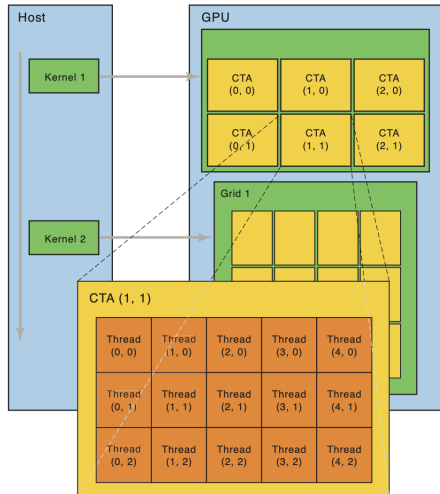 Host
GPU
Kernel 1
CTA
(0, 0)
CTA
(1, 0)
CTA
(2, 0)
CTA
(0, 1)
CTA
(1, 1)
CTA
(2, 1)
Grid 1
Kernel 2
CTA (1, 1)
Thread
(0, 0)
Thread
(1, 0)
Thread
(2, 0)
Thread
(3, 0)
Thread
(4, 0)
Thread
(0, 1)
Thread
(1, 1)
Thread
(2, 1)
Thread
(3, 1)
Thread
(4, 1)
Thread
(0, 2)
Thread
(1, 2)
Thread
(2, 2)
Thread
(3, 2)
Thread
(4, 2)